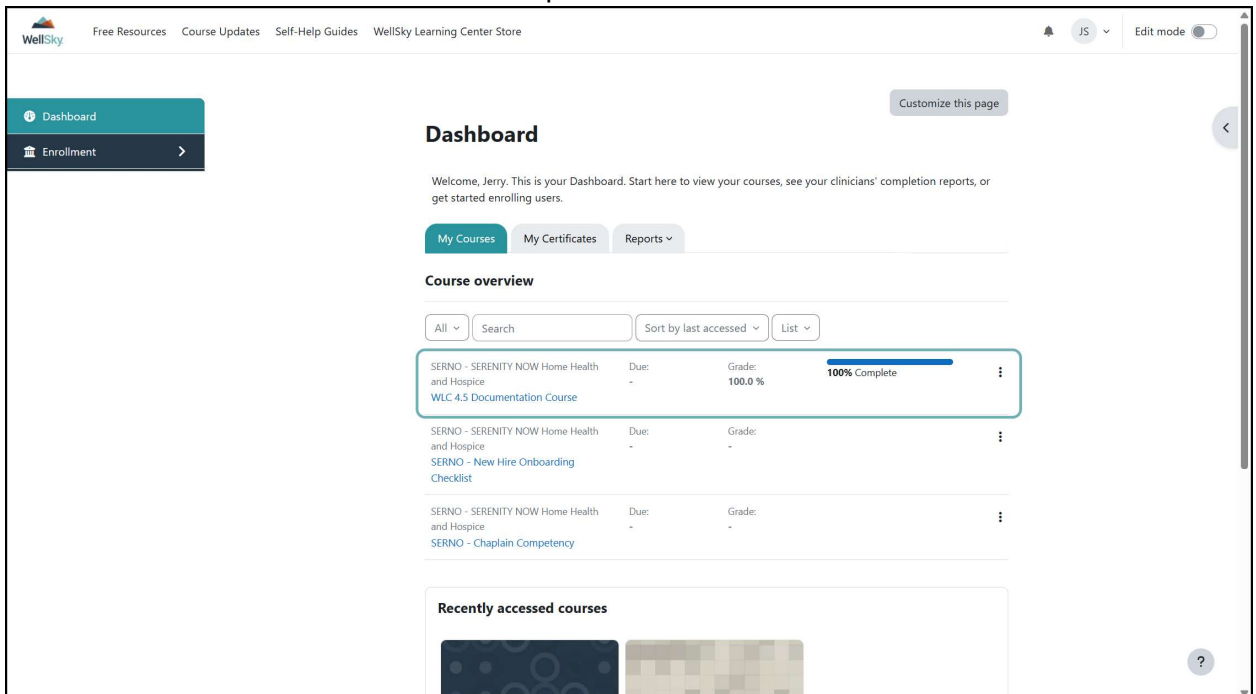 WellSky
Free Resources Course Updates Self-Help Guides WellSky Learning Center Store
JS
Edit mode
Dashboard
Enrollment
Customize this page
Dashboard
Welcome, Jerry. This is your Dashboard. Start here to view your courses, see your clinicians' completion reports, or
get started enrolling users.
My Courses My Certificates Reports
Course overview
All Search Sort by last accessed List
SERNO - SERENITY NOW Home Health
and Hospice
WLC 4.5 Documentation Course
Due:
-
Grade:
100.0 %
100% Complete
SERNO - SERENITY NOW Home Health
and Hospice
SERNO - New Hire Onboarding
Checklist
Due:
-
Grade:
-
SERNO - SERENITY NOW Home Health
and Hospice
SERNO - Chaplain Competency
Due:
-
Grade:
-
Recently accessed courses
?